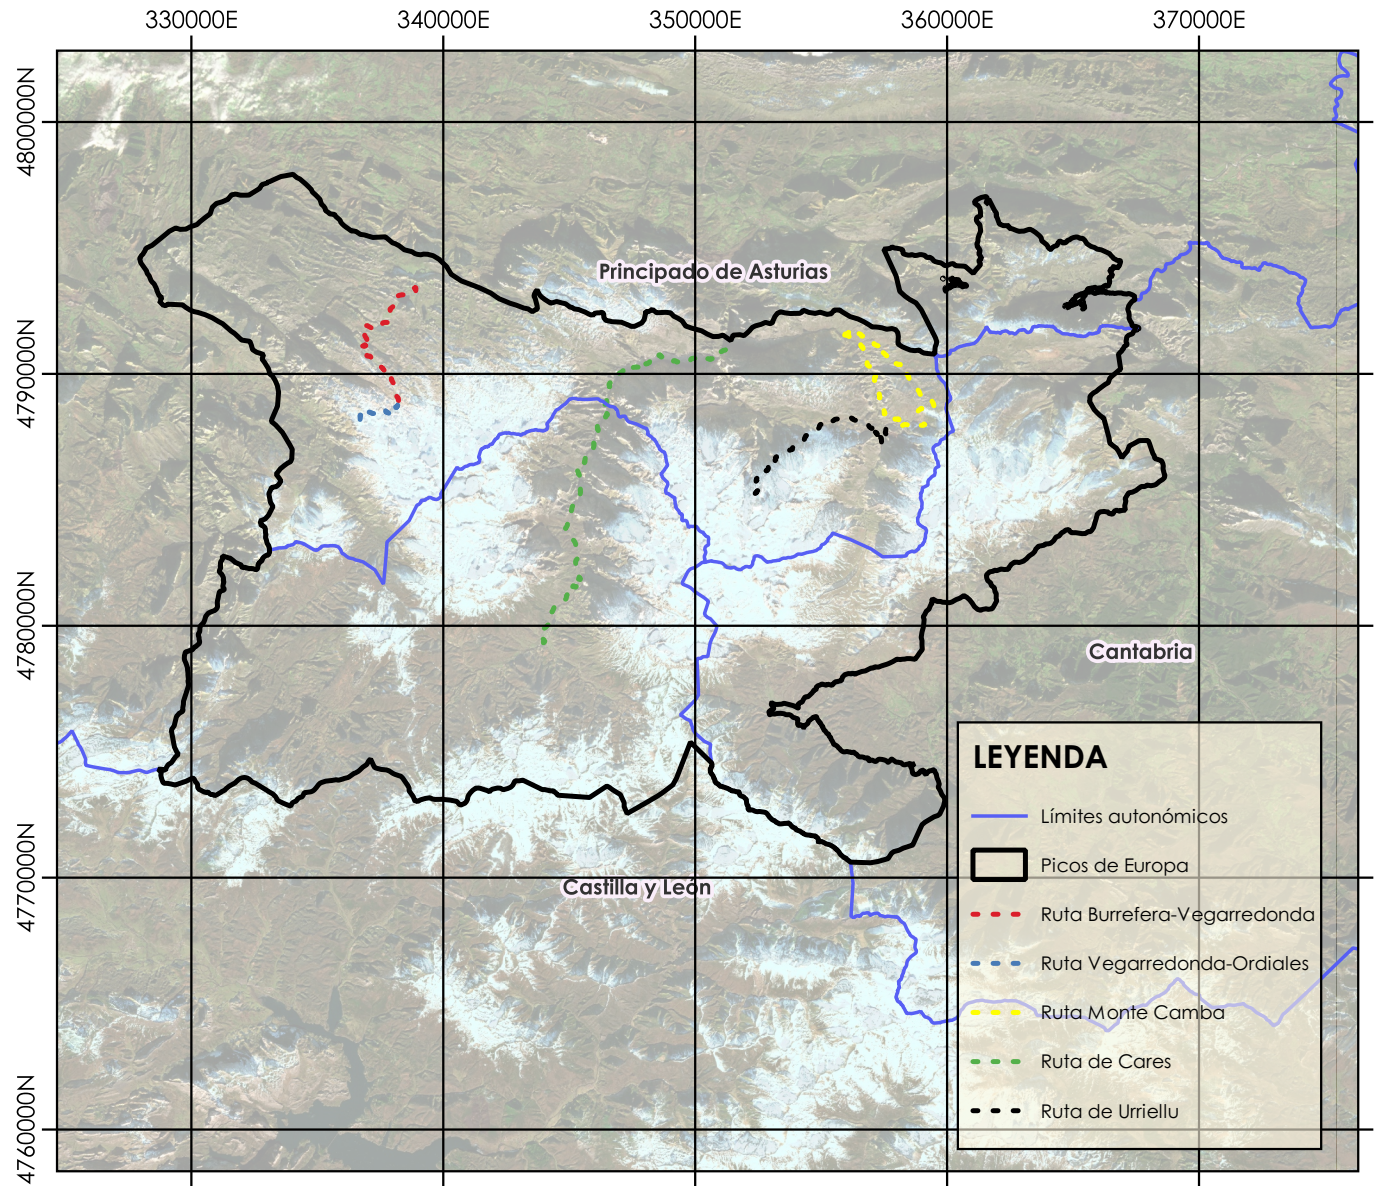 330000E 340000E 350000E 360000E 370000E
4800000N
4790000N
4780000N
4770000N
4760000N
Principado de Asturias
Cantabria
Castilla y León
LEYENDA
Límites autonómicos
Picos de Europa
Ruta Burrefera-Vegarredonda
Ruta Vegarredonda-Ordiales
Ruta Monte Camba
Ruta de Cares
Ruta de Urriellu